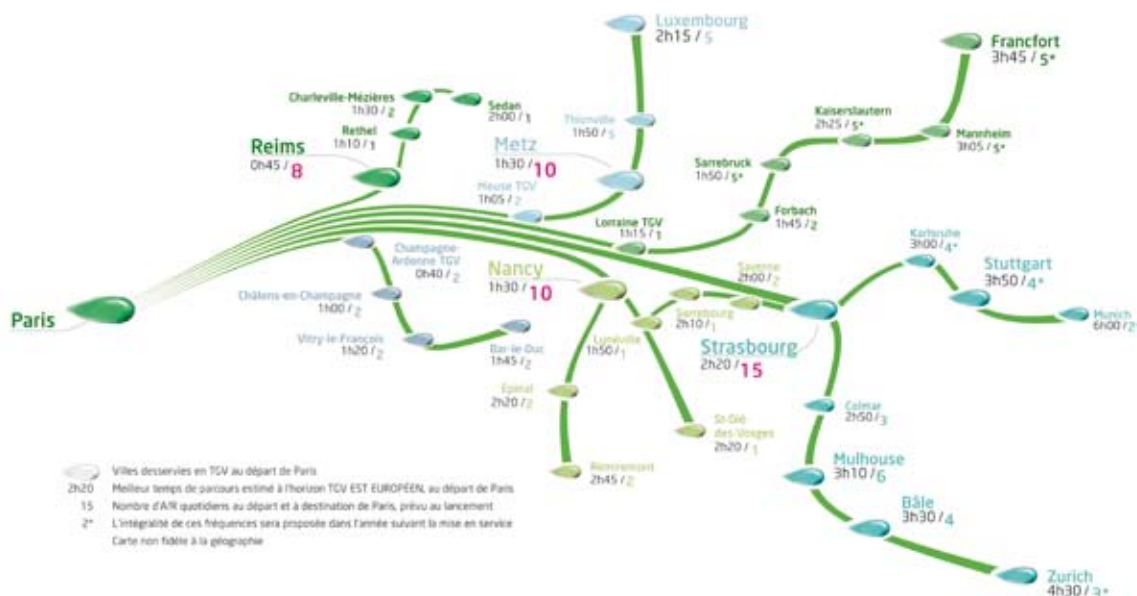 Luxembourg
2h15 / 5
Francfort
3h45 / 5*
Charleville-Mézières
1h30 / 2
Sedan
2h00 / 1
Rethel
1h10 / 1
Reims
0h45 / 8
Thionville
1h50 / 5
Metz
1h30 / 10
Meuse TGV
1h05 / 2
Kaiserslautern
2h25 / 5*
Mannheim
3h05 / 5*
Sarrebruck
1h50 / 5*
Forbach
1h45 / 2
Lorraine TGV
1h15 / 1
Karlsruhe
3h00 / 4*
Stuttgart
3h50 / 4*
Munich
6h00 / 2
Champagne-
Ardenne TGV
0h40 / 2
Châlons-en-Champagne
1h00 / 2
Vitry-le-François
1h20 / 2
Bar-le-Duc
1h45 / 2
Paris
Nancy
1h30 / 10
Saverne
2h00 / 2
Sarrebourg
2h10 / 1
Lunéville
1h50 / 1
Strasbourg
2h20 / 15
Epinal
2h20 / 2
St-Dié-
des-Vosges
2h20 / 1
Remiremont
2h45 / 2
Colmar
2h50 / 3
Mulhouse
3h10 / 6
Bâle
3h30 / 4
Zurich
4h30 / 3*
Villes desservies en TGV au départ de Paris
2h20 Meilleur temps de parcours estimé à l'horizon TGV EST EUROPÉEN, au départ de Paris
15 Nombre d'A/R quotidiens au départ et à destination de Paris, prévu au lancement
2* L'intégralité de ces fréquences sera proposée dans l'année suivant la mise en service
Carte non fidèle à la géographie